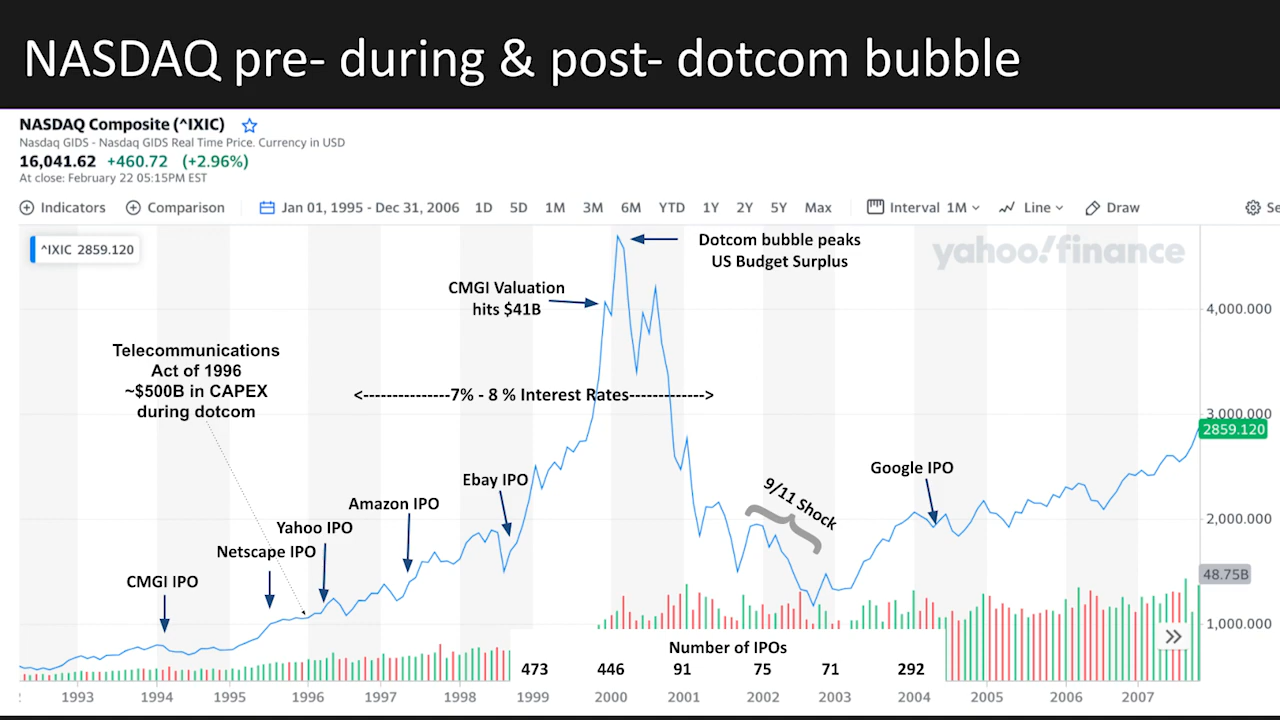 NASDAQ pre- during & post- dotcom bubble
NASDAQ Composite (^IXIC)
Nasdaq GIDS - Nasdaq GIDS Real Time Price. Currency in USD
16,041.62 +460.72 (+2.96%)
At close: February 22 05:15PM EST
Indicators Comparison Jan 01, 1995 - Dec 31, 2006 1D 5D 1M 3M 6M YTD 1Y 2Y 5Y Max Interval 1M Line Draw Se
^IXIC 2859.120
yahoo!finance
Dotcom bubble peaks
US Budget Surplus
CMGI Valuation
hits $41B
4,000.000
Telecommunications
Act of 1996
~$500B in CAPEX
during dotcom
<---------------7% - 8 % Interest Rates------------>
3,000.000
2859.120
Google IPO
Ebay IPO
9/11 Shock
Amazon IPO
Yahoo IPO
2,000.000
Netscape IPO
CMGI IPO
48.75B
1,000.000
Number of IPOs
473 446 91 75 71 292
1993 1994 1995 1996 1997 1998 1999 2000 2001 2002 2003 2004 2005 2006 2007